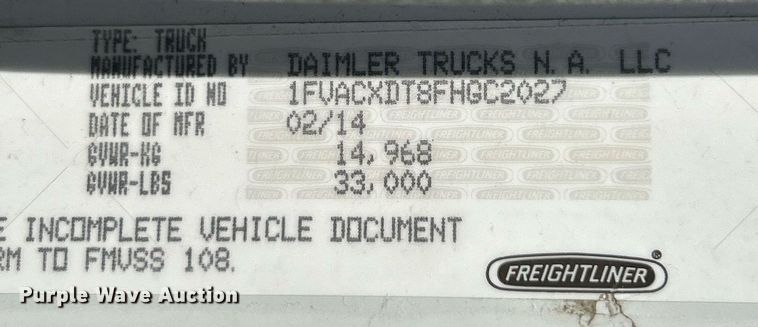 TYPE: TRUCK
MANUFACTURED BY DAIMLER TRUCKS N. A. LLC
VEHICLE ID NO 1FVACXDT8FHGC2027
DATE OF MFR 02/14
GVWR-KG 14,968
GVWR-LBS 33,000
E INCOMPLETE VEHICLE DOCUMENT
RM TO FMVSS 108.
FREIGHTLINER®
Purple Wave Auction